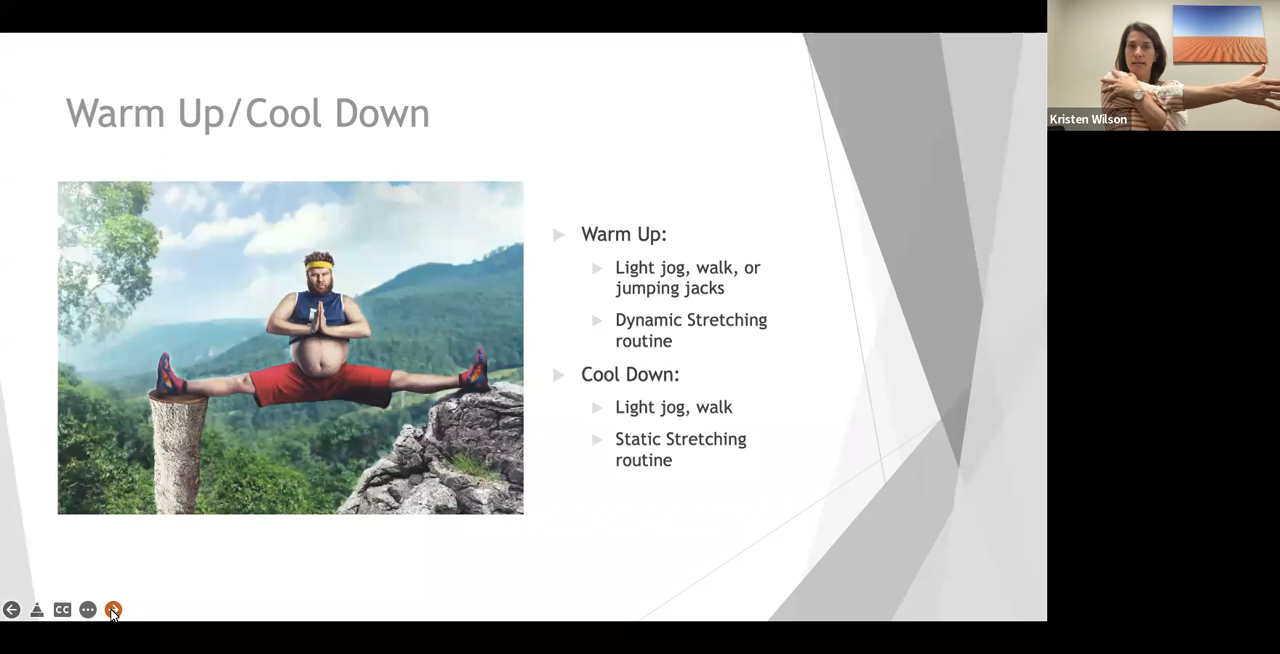 Warm Up/Cool Down
Warm Up:
Light jog, walk, or
jumping jacks
Dynamic Stretching
routine
Cool Down:
Light jog, walk
Static Stretching
routine
CC
Kristen Wilson